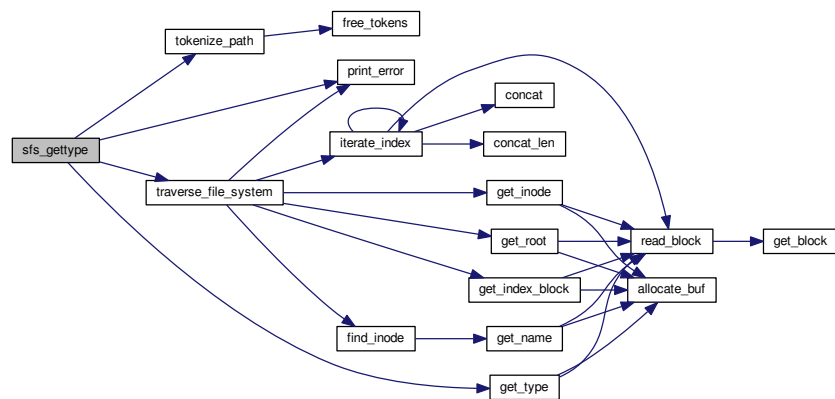 free_tokens
tokenize_path
print_error
concat
iterate_index
concat_len
sfs_gettype
traverse_file_system
get_inode
get_root
read_block
get_block
get_index_block
allocate_buf
find_inode
get_name
get_type